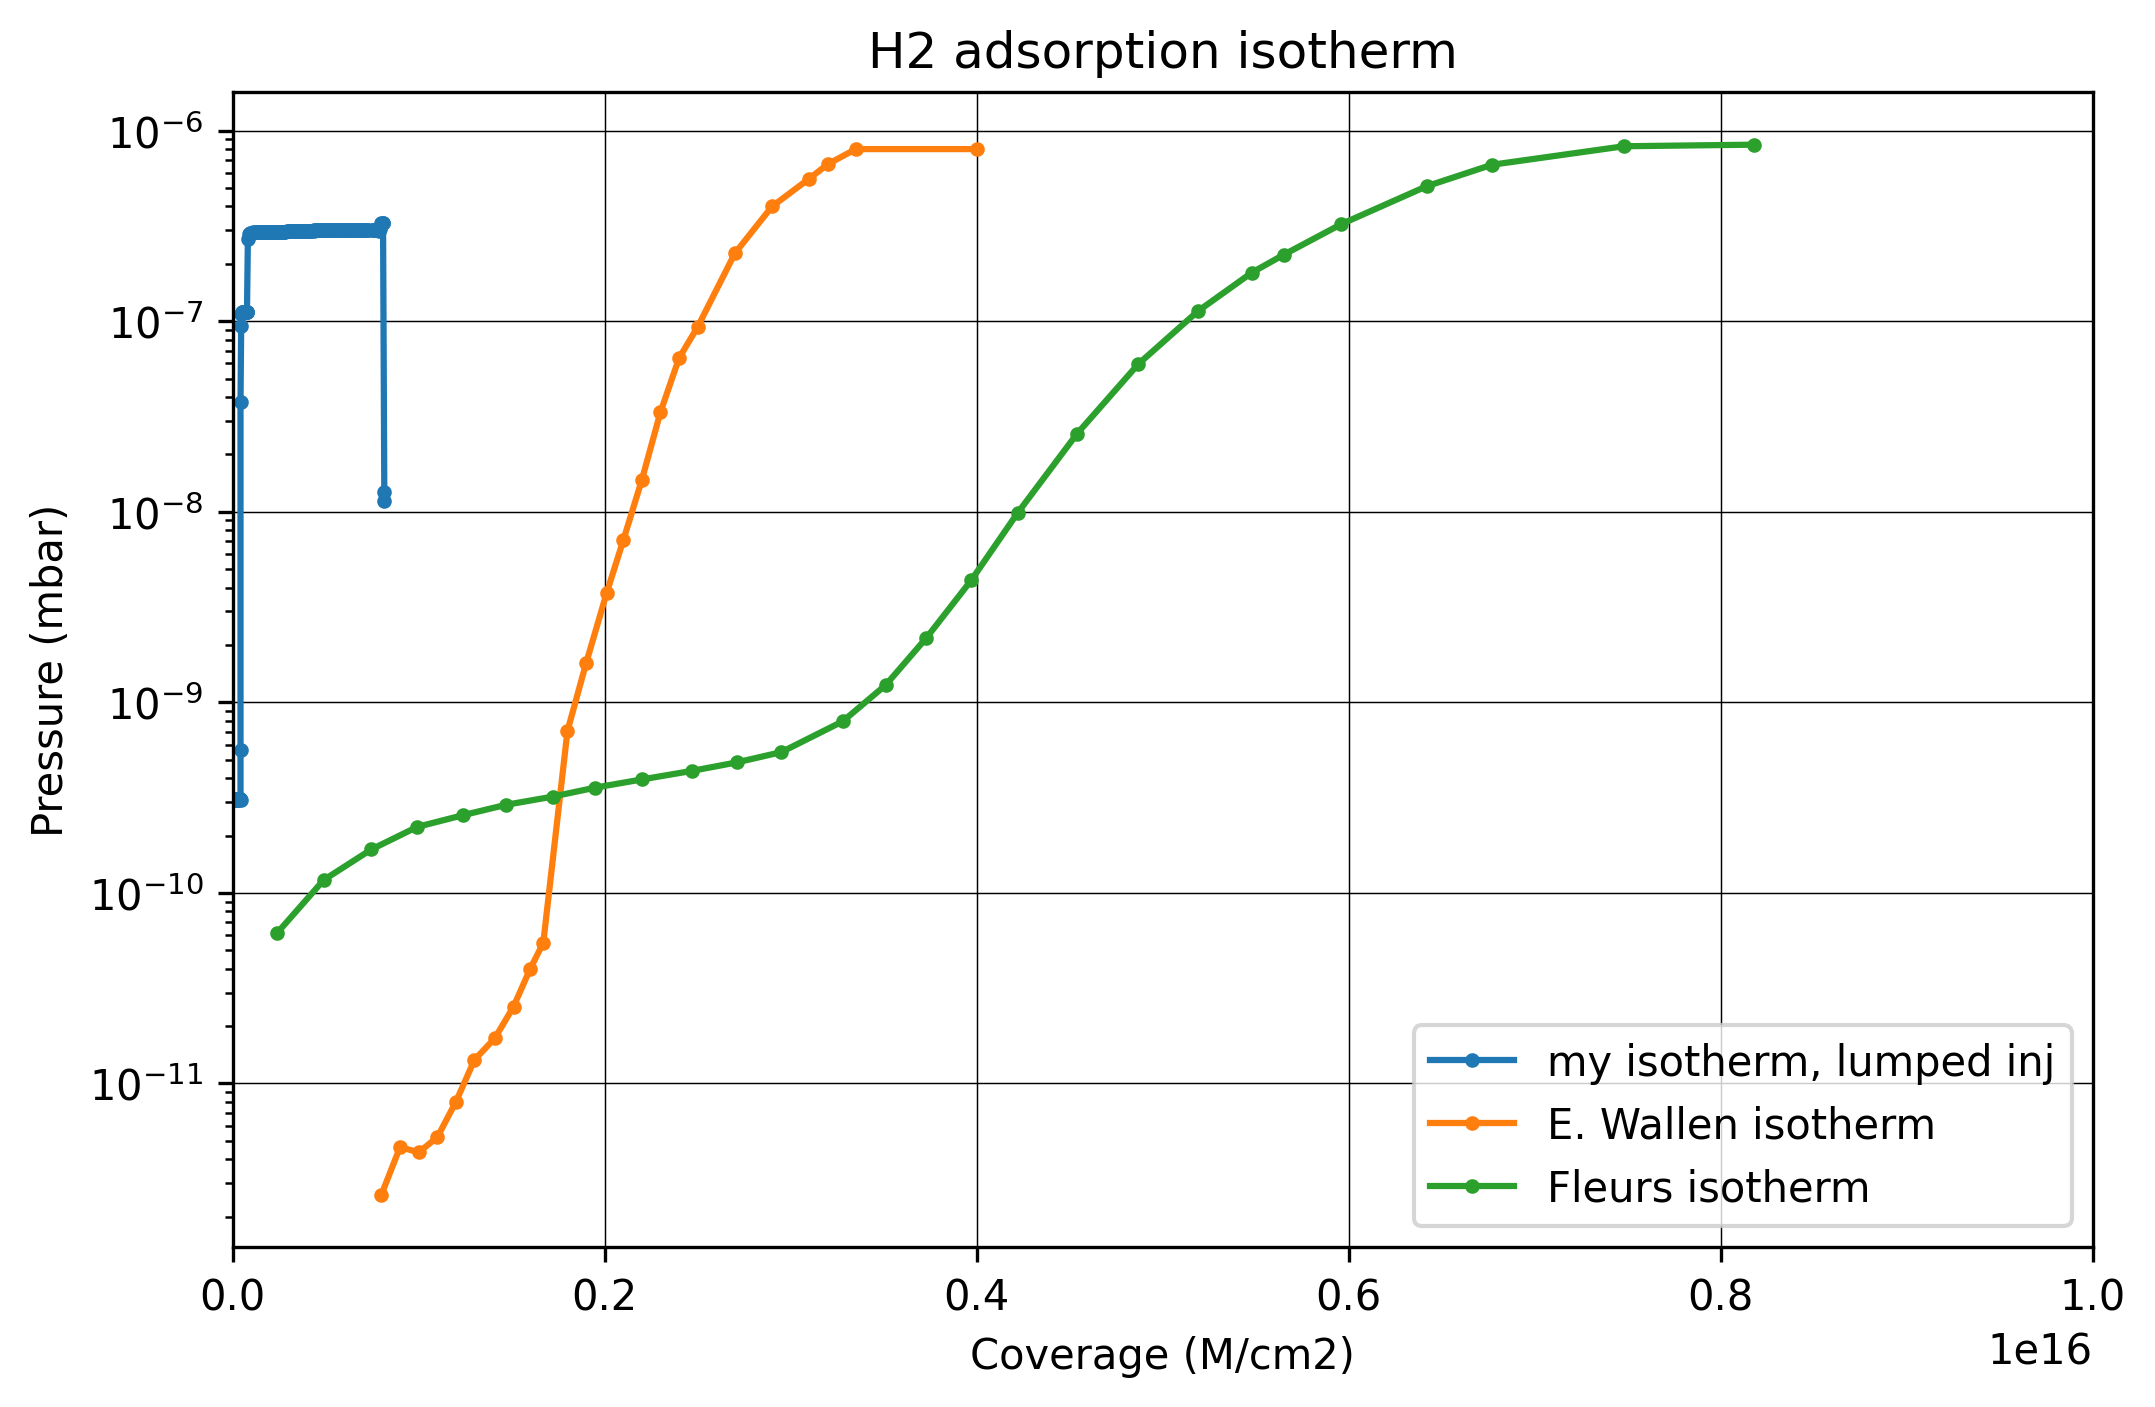 H2 adsorption isotherm
Pressure (mbar)
10⁻⁶
10⁻⁷
10⁻⁸
10⁻⁹
10⁻¹⁰
10⁻¹¹
my isotherm, lumped inj
E. Wallen isotherm
Fleurs isotherm
0.0 0.2 0.4 0.6 0.8 1.0
1e16
Coverage (M/cm2)